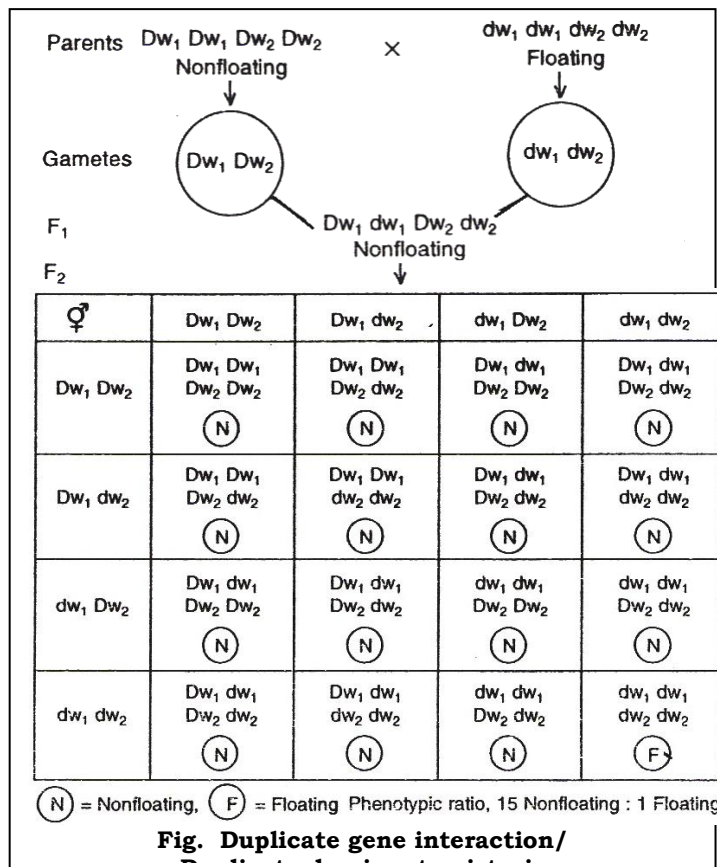 Parents Dw₁ Dw₁ Dw₂ Dw₂ × dw₁ dw₁ dw₂ dw₂
Nonfloating Floating
Gametes Dw₁ Dw₂ dw₁ dw₂
F₁ Dw₁ dw₁ Dw₂ dw₂
Nonfloating
F₂
⚥ Dw₁ Dw₂ Dw₁ dw₂ dw₁ Dw₂ dw₁ dw₂
Dw₁ Dw₁ Dw₁ Dw₁ Dw₁ dw₁ Dw₁ dw₁
Dw₁ Dw₂ Dw₂ Dw₂ Dw₂ dw₂ Dw₂ Dw₂ Dw₂ dw₂
N N N N
Dw₁ Dw₁ Dw₁ Dw₁ Dw₁ dw₁ Dw₁ dw₁
Dw₁ dw₂ Dw₂ dw₂ dw₂ dw₂ Dw₂ dw₂ dw₂ dw₂
N N N N
Dw₁ dw₁ Dw₁ dw₁ dw₁ dw₁ dw₁ dw₁
dw₁ Dw₂ Dw₂ Dw₂ Dw₂ dw₂ Dw₂ Dw₂ Dw₂ dw₂
N N N N
Dw₁ dw₁ Dw₁ dw₁ dw₁ dw₁ dw₁ dw₁
dw₁ dw₂ Dw₂ dw₂ dw₂ dw₂ Dw₂ dw₂ dw₂ dw₂
N N N F
N = Nonfloating, F = Floating Phenotypic ratio, 15 Nonfloating : 1 Floating
Fig. Duplicate gene interaction/